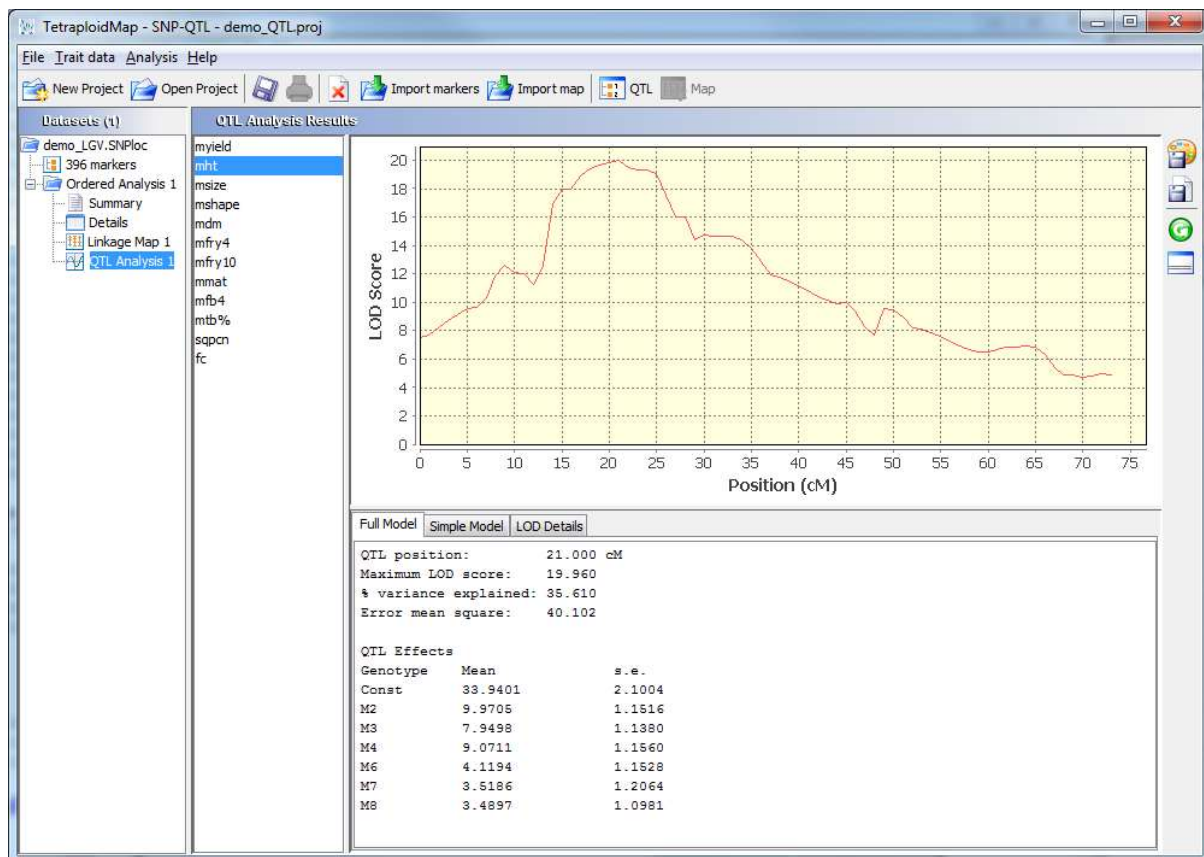 TetraploidMap - SNP-QTL - demo_QTL.proj
File Trait data Analysis Help
New Project Open Project Import markers Import map QTL Map
Datasets (1)
QTL Analysis Results
demo_LGV.SNPloc
396 markers
Ordered Analysis 1
Summary
Details
Linkage Map 1
QTL Analysis 1
myield
mht
msize
mshape
mdm
mfry4
mfry10
mmat
mfb4
mtb%
sqpcn
fc
LOD Score
20
18
16
14
12
10
8
6
4
2
0
0 5 10 15 20 25 30 35 40 45 50 55 60 65 70 75
Position (cM)
Full Model Simple Model LOD Details
QTL position: 21.000 cM
Maximum LOD score: 19.960
% variance explained: 35.610
Error mean square: 40.102
QTL Effects
Genotype Mean s.e.
Const 33.9401 2.1004
M2 9.9705 1.1516
M3 7.9498 1.1380
M4 9.0711 1.1560
M6 4.1194 1.1528
M7 3.5186 1.2064
M8 3.4897 1.0981